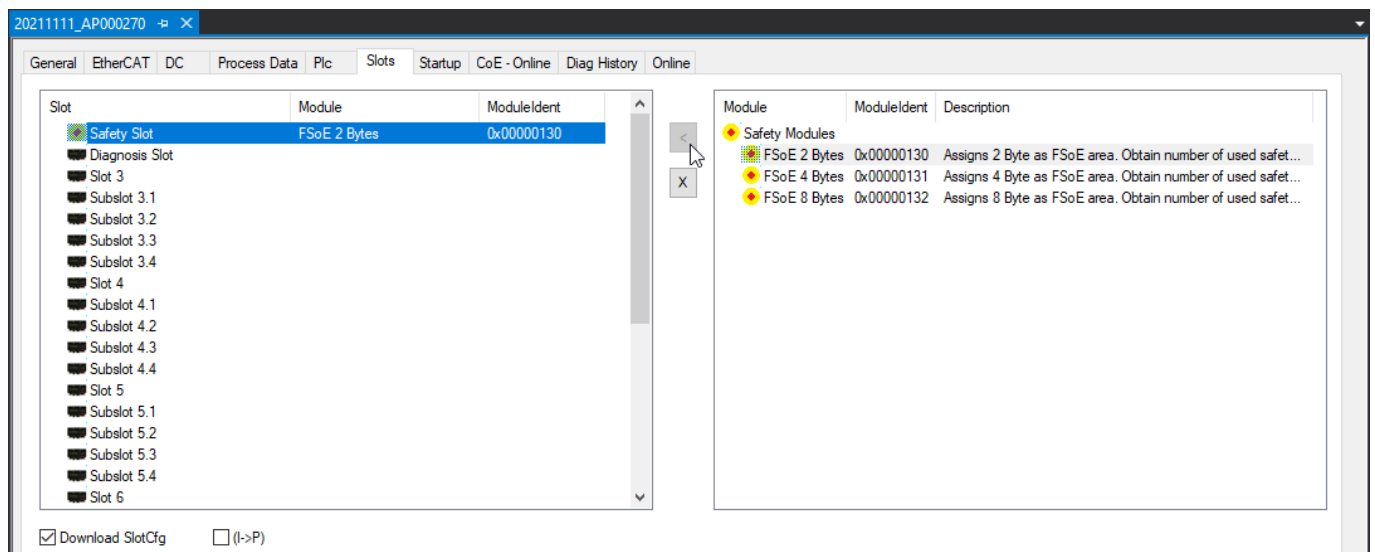 20211111_AP000270
General EtherCAT DC Process Data Plc Slots Startup CoE - Online Diag History Online
Slot Module ModuleIdent
Safety Slot FSoE 2 Bytes 0x00000130
Diagnosis Slot
Slot 3
Subslot 3.1
Subslot 3.2
Subslot 3.3
Subslot 3.4
Slot 4
Subslot 4.1
Subslot 4.2
Subslot 4.3
Subslot 4.4
Slot 5
Subslot 5.1
Subslot 5.2
Subslot 5.3
Subslot 5.4
Slot 6
<
X
Module ModuleIdent Description
Safety Modules
FSoE 2 Bytes 0x00000130 Assigns 2 Byte as FSoE area. Obtain number of used safet...
FSoE 4 Bytes 0x00000131 Assigns 4 Byte as FSoE area. Obtain number of used safet...
FSoE 8 Bytes 0x00000132 Assigns 8 Byte as FSoE area. Obtain number of used safet...
Download SlotCfg (I->P)